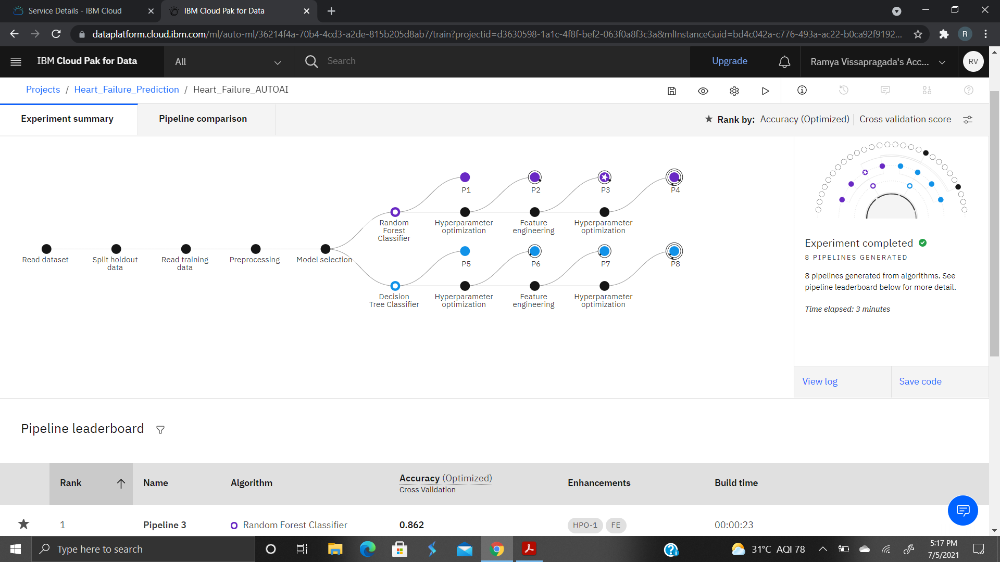 Service Details - IBM Cloud
IBM Cloud Pak for Data
dataplatform.cloud.ibm.com/ml/auto-ml/36214f4a-70b4-4cd3-a2de-815b205d8ab7/train?projectid=d3630598-1a1c-4f8f-bef2-063f0a8f3c3a&mlInstanceGuid=bd4c042a-c776-493a-ac22-b0ca92f9192...
R
IBM Cloud Pak for Data
All
Search
Upgrade
Ramya Vissapragada's Acc...
RV
Projects / Heart_Failure_Prediction / Heart_Failure_AUTOAI
Experiment summary
Pipeline comparison
Rank by: Accuracy (Optimized) | Cross validation score
P1
P2
P3
P4
Random
Forest
Classifier
Hyperparameter
optimization
Feature
engineering
Hyperparameter
optimization
Read dataset
Split holdout
data
Read training
data
Preprocessing
Model selection
P5
P6
P7
P8
Decision
Tree Classifier
Hyperparameter
optimization
Feature
engineering
Hyperparameter
optimization
Experiment completed
8 PIPELINES GENERATED
8 pipelines generated from algorithms. See
pipeline leaderboard below for more detail.
Time elapsed: 3 minutes
View log
Save code
Pipeline leaderboard
Rank
Name
Algorithm
Accuracy (Optimized)
Cross Validation
Enhancements
Build time
1
Pipeline 3
Random Forest Classifier
0.862
HPO-1
FE
00:00:23
Type here to search
31°C AQI 78
5:17 PM
7/5/2021